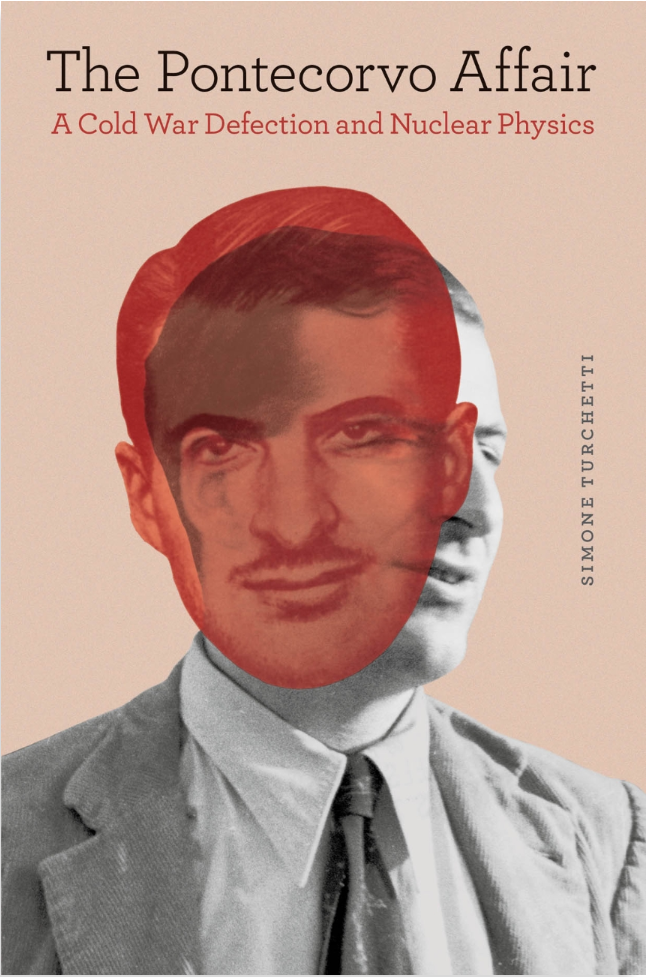 The Pontecorvo Affair
A Cold War Defection and Nuclear Physics
SIMONE TURCHETTI